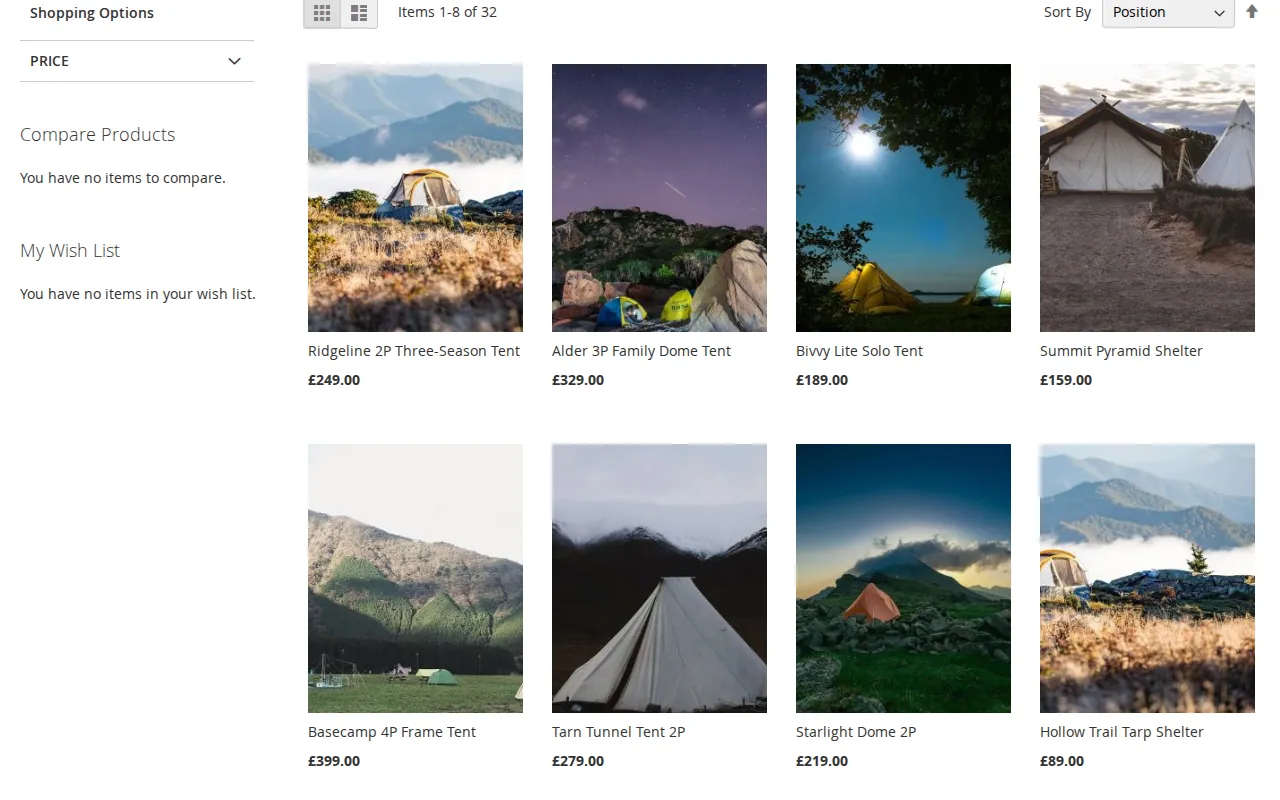 Shopping Options
Items 1-8 of 32
Sort By
Position
PRICE
Compare Products
You have no items to compare.
My Wish List
You have no items in your wish list.
Ridgeline 2P Three-Season Tent
£249.00
Alder 3P Family Dome Tent
£329.00
Bivvy Lite Solo Tent
£189.00
Summit Pyramid Shelter
£159.00
Basecamp 4P Frame Tent
£399.00
Tarn Tunnel Tent 2P
£279.00
Starlight Dome 2P
£219.00
Hollow Trail Tarp Shelter
£89.00